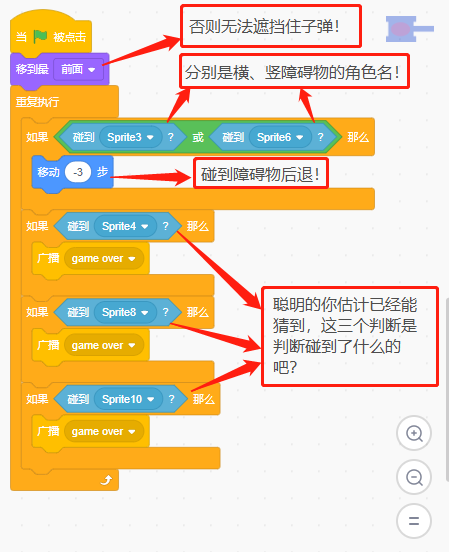 当 被点击
否则无法遮挡住子弹！
移到最 前面
分别是横、竖障碍物的角色名！
重复执行
如果 碰到 Sprite3 ? 或 碰到 Sprite6 ? 那么
移动 -3 步
碰到障碍物后退！
如果 碰到 Sprite4 ? 那么
广播 game over
如果 碰到 Sprite8 ? 那么
广播 game over
聪明的你估计已经能
猜到，这三个判断是
判断碰到了什么的
吧？
如果 碰到 Sprite10 ? 那么
广播 game over